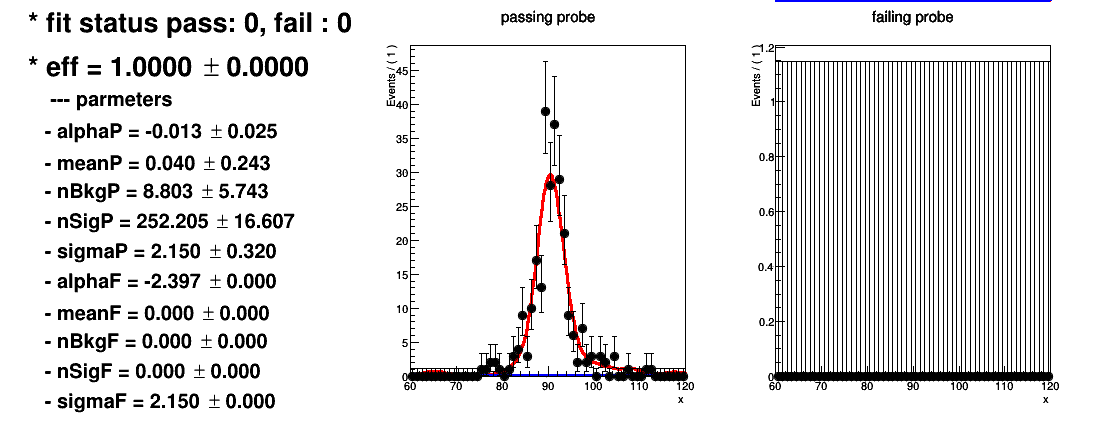 * fit status pass: 0, fail : 0
* eff = 1.0000 ± 0.0000
--- parmeters
- alphaP = -0.013 ± 0.025
- meanP = 0.040 ± 0.243
- nBkgP = 8.803 ± 5.743
- nSigP = 252.205 ± 16.607
- sigmaP = 2.150 ± 0.320
- alphaF = -2.397 ± 0.000
- meanF = 0.000 ± 0.000
- nBkgF = 0.000 ± 0.000
- nSigF = 0.000 ± 0.000
- sigmaF = 2.150 ± 0.000
passing probe
Events / ( 1 )
45
40
35
30
25
20
15
10
5
0
60 70 80 90 100 110 120
x
failing probe
Events / ( 1 )
1.2
1
0.8
0.6
0.4
0.2
0
60 70 80 90 100 110 120
x